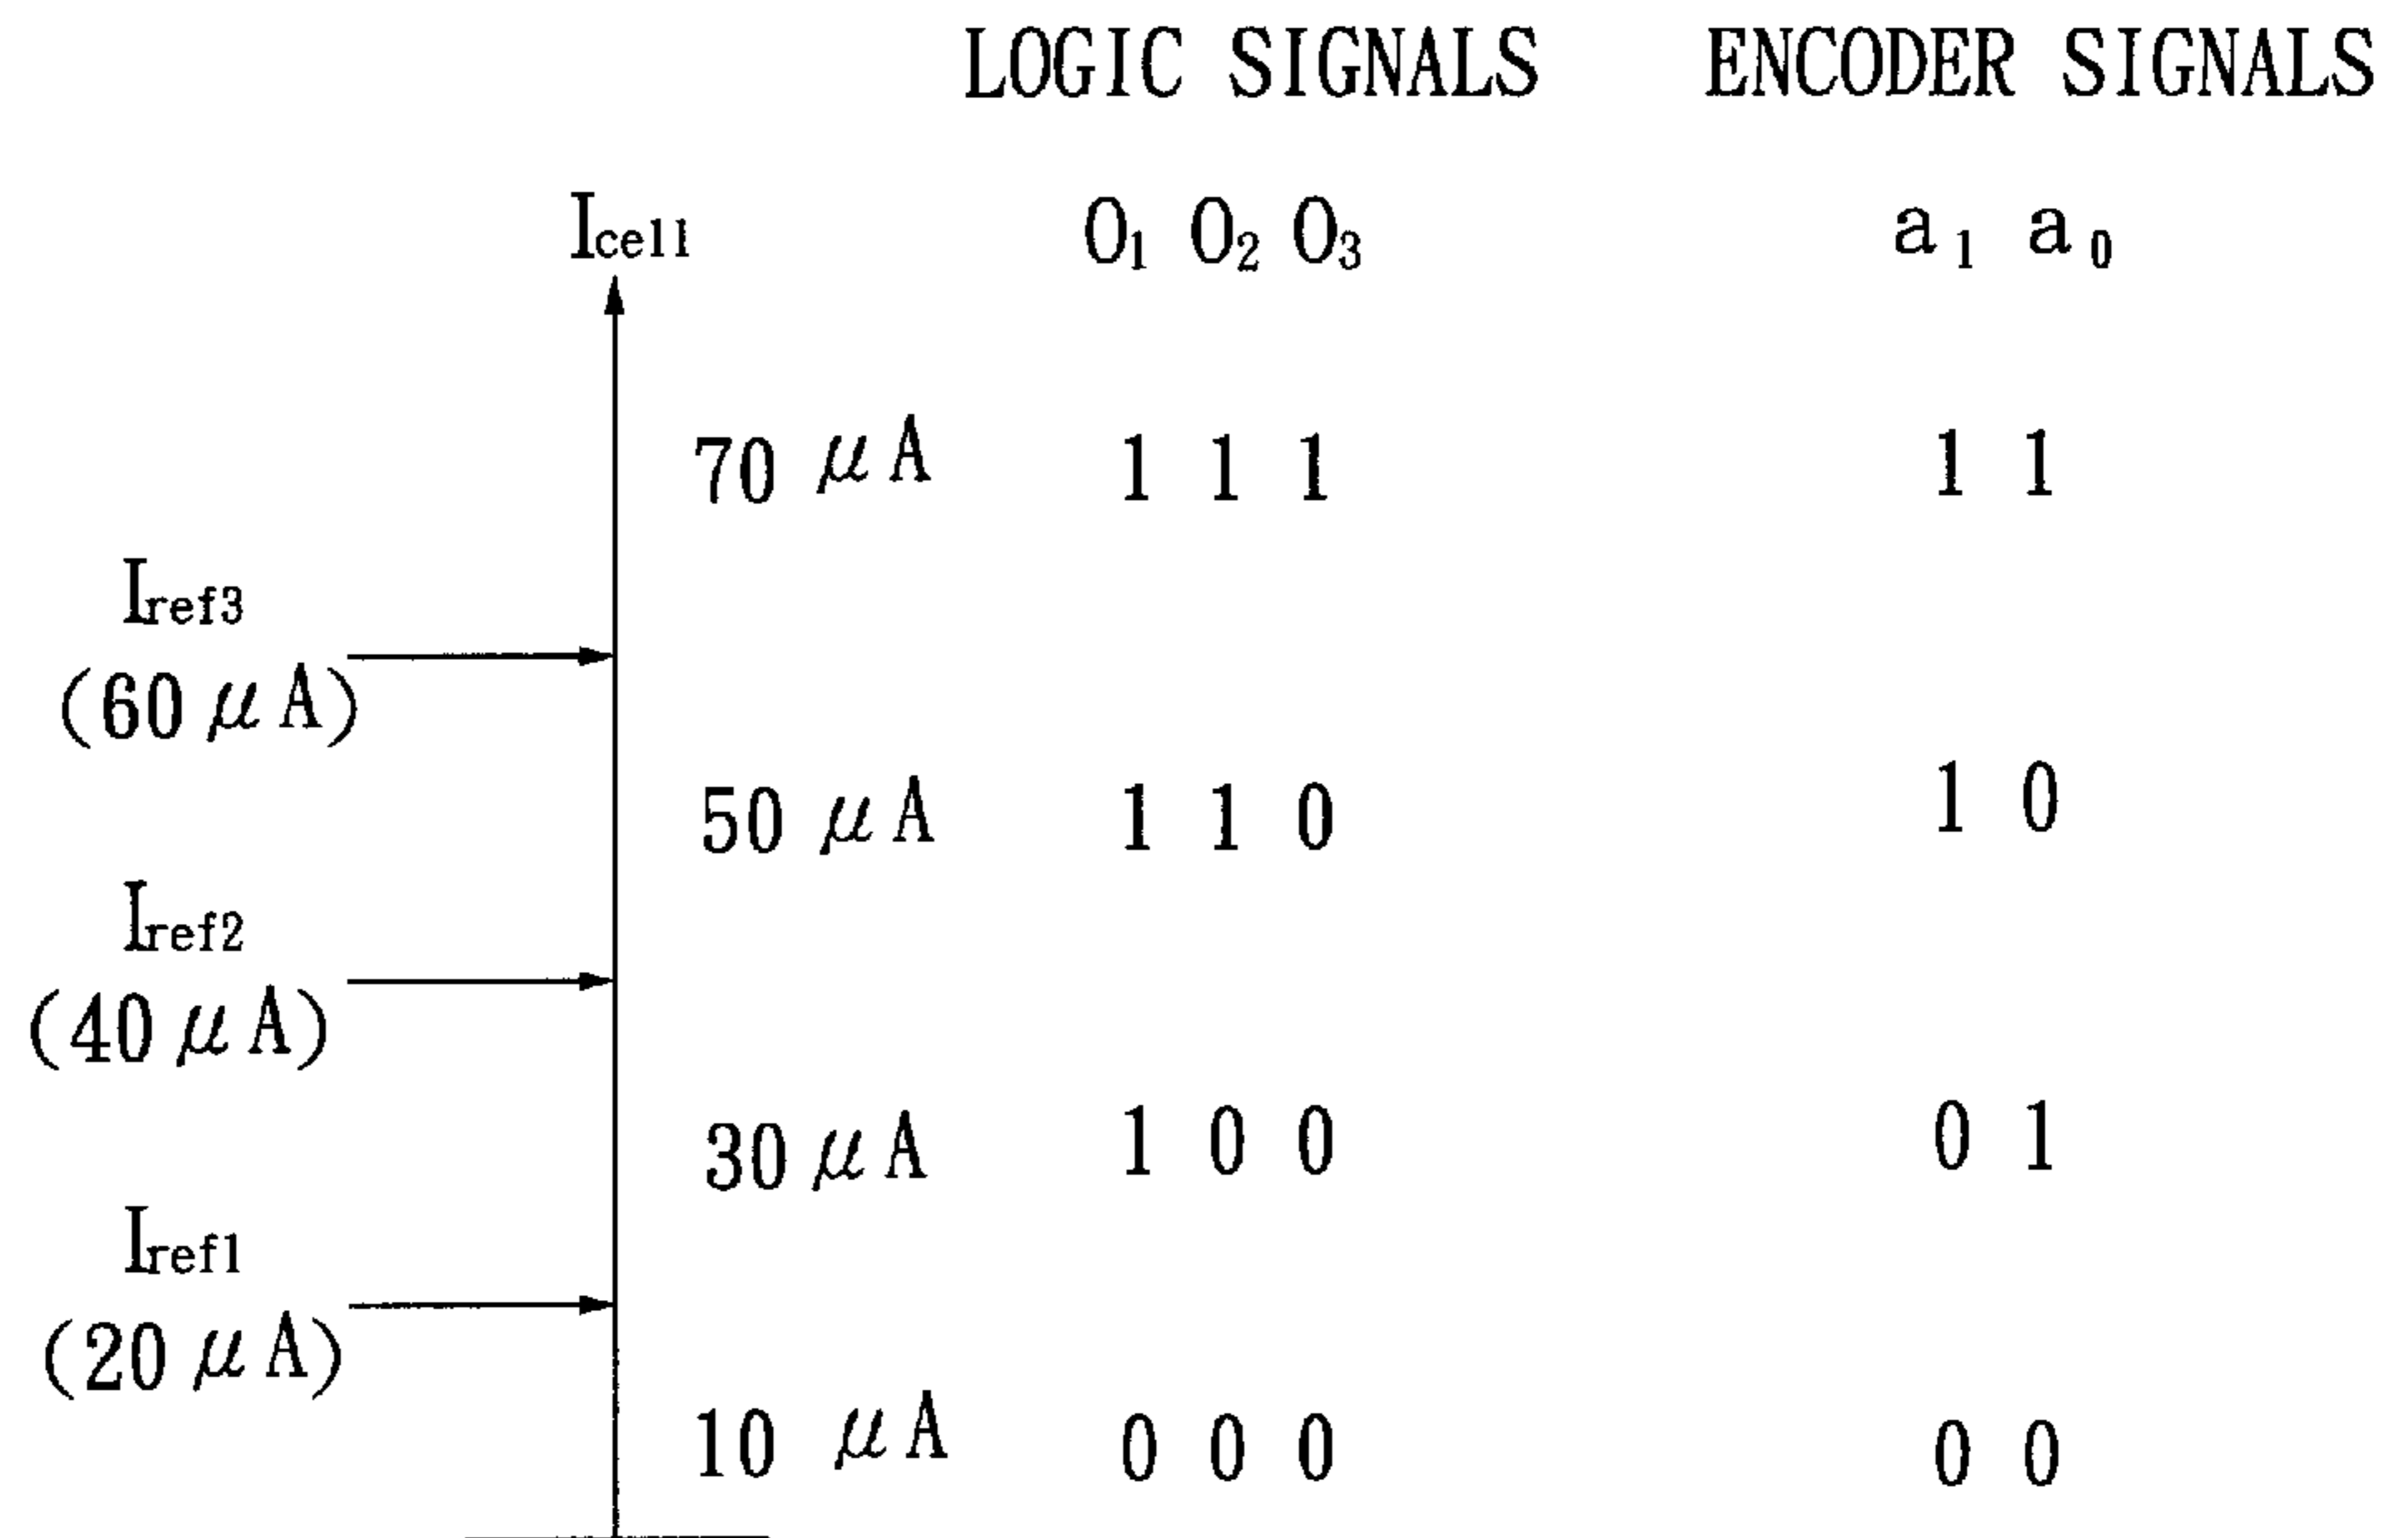 LOGIC SIGNALS ENCODER SIGNALS
Icell O1 O2 O3 a1 a0
70 μA 1 1 1 1 1
Iref3
(60 μA)
50 μA 1 1 0 1 0
Iref2
(40 μA)
30 μA 1 0 0 0 1
Iref1
(20 μA)
10 μA 0 0 0 0 0